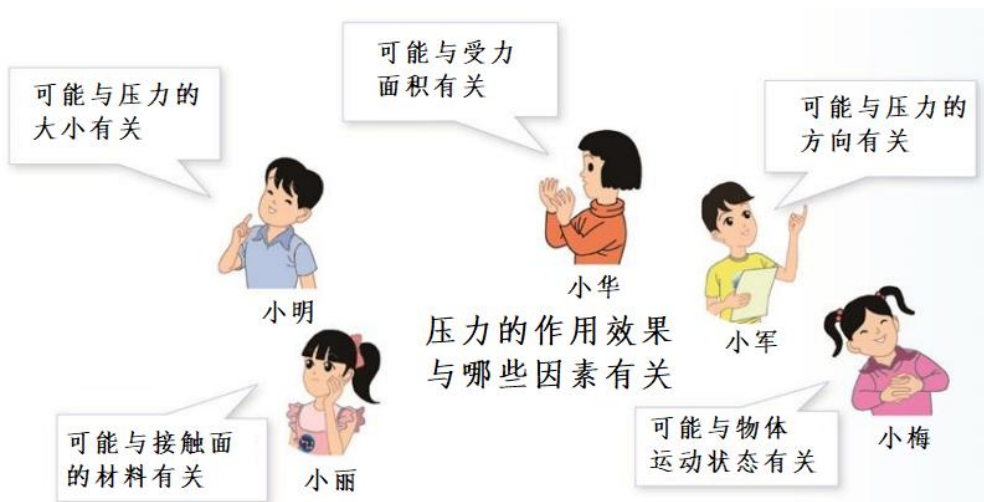 可能与受力
面积有关
可能与压力的
大小有关
可能与压力的
方向有关
小明
小华
小军
压力的作用效果
与哪些因素有关
可能与接触面
的材料有关
小丽
可能与物体
运动状态有关
小梅